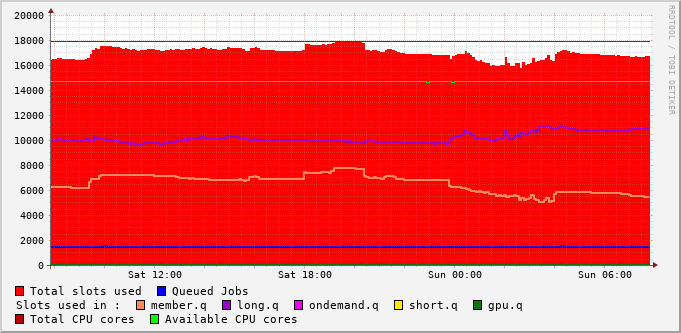 20000
18000
16000
14000
12000
10000
8000
6000
4000
2000
0
Sat 12:00 Sat 18:00 Sun 00:00 Sun 06:00
Total slots used Queued Jobs
Slots used in : member.q long.q ondemand.q short.q gpu.q
Total CPU cores Available CPU cores
RRDTOOL / TOBI OETIKER